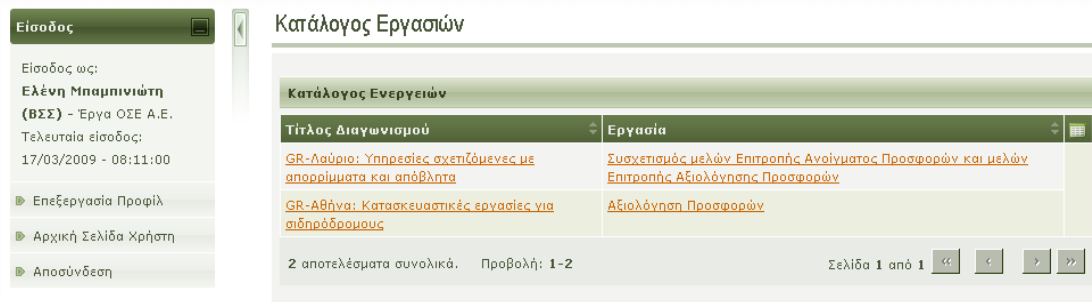 Είσοδος
Είσοδος ως:
Ελένη Μπαμπινιώτη
(ΒΣΣ) - Έργα ΟΣΕ Α.Ε.
Τελευταία είσοδος:
17/03/2009 - 08:11:00
Επεξεργασία Προφίλ
Αρχική Σελίδα Χρήστη
Αποσύνδεση
Κατάλογος Εργασιών
Κατάλογος Ενεργειών
Τίτλος Διαγωνισμού
Εργασία
GR-Λαύριο: Υπηρεσίες σχετιζόμενες με
απορρίμματα και απόβλητα
Συσχετισμός μελών Επιτροπής Ανοίγματος Προσφορών και μελών
Επιτροπής Αξιολόγησης Προσφορών
GR-Αθήνα: Κατασκευαστικές εργασίες για
σιδηρόδρομους
Αξιολόγηση Προσφορών
2 αποτελέσματα συνολικά. Προβολή: 1-2
Σελίδα 1 από 1 « ‹ › »